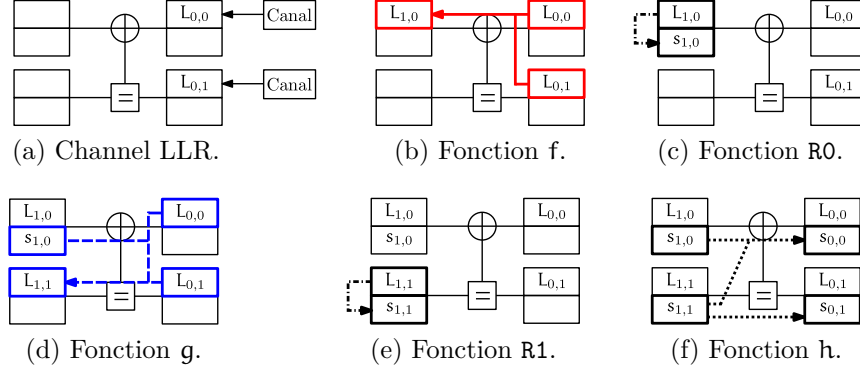 L0,0 Canal
L0,1 Canal
=
(a) Channel LLR.
L1,0 L0,0
L0,1
=
(b) Fonction f.
L1,0 L0,0
s1,0
L0,1
=
(c) Fonction R0.
L1,0 L0,0
s1,0
L1,1 L0,1
=
(d) Fonction g.
L1,0 L0,0
s1,0
L1,1 L0,1
s1,1 =
(e) Fonction R1.
L1,0 L0,0
s1,0 s0,0
L1,1 L0,1
s1,1 = s0,1
(f) Fonction h.